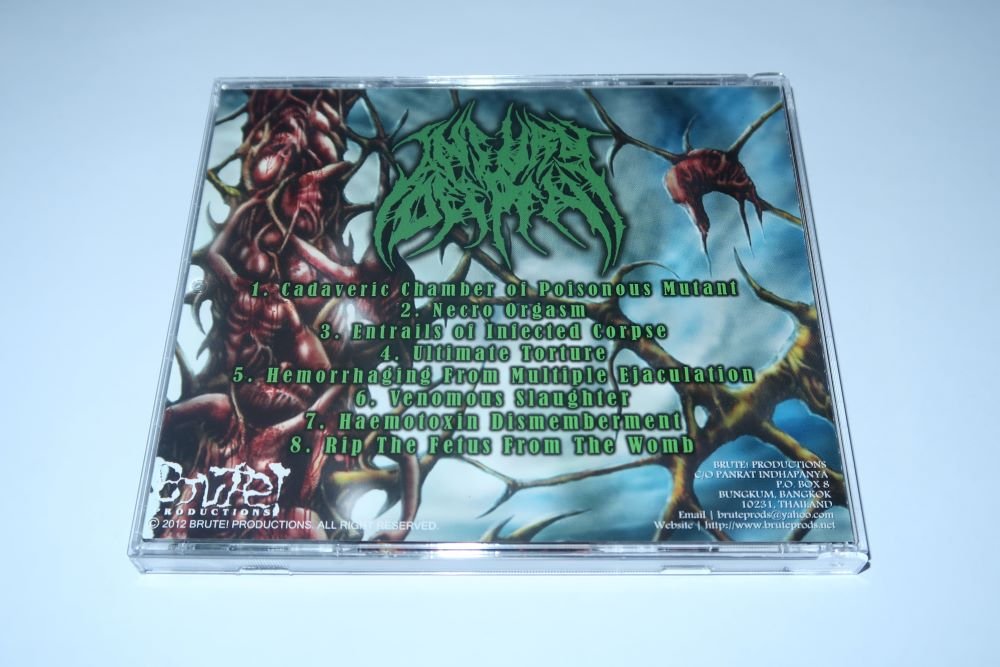 INJURY
DEEPEN
1. Cadaveric Chamber of Poisonous Mutant
2. Necro Orgasm
3. Entrails of Infected Corpse
4. Ultimate Torture
5. Hemorrhaging From Multiple Ejaculation
6. Venomous Slaughter
7. Haemotoxin Dismemberment
8. Rip The Fetus From The Womb
BRUTE!
PRODUCTIONS
© 2012 BRUTE! PRODUCTIONS. ALL RIGHT RESERVED.
BRUTE! PRODUCTIONS
C/O PANRAT INDHAPANYA
P.O. BOX 8
BUNGKUM, BANGKOK
10231, THAILAND
Email | bruteprods@yahoo.com
Website | http://www.bruteprods.net